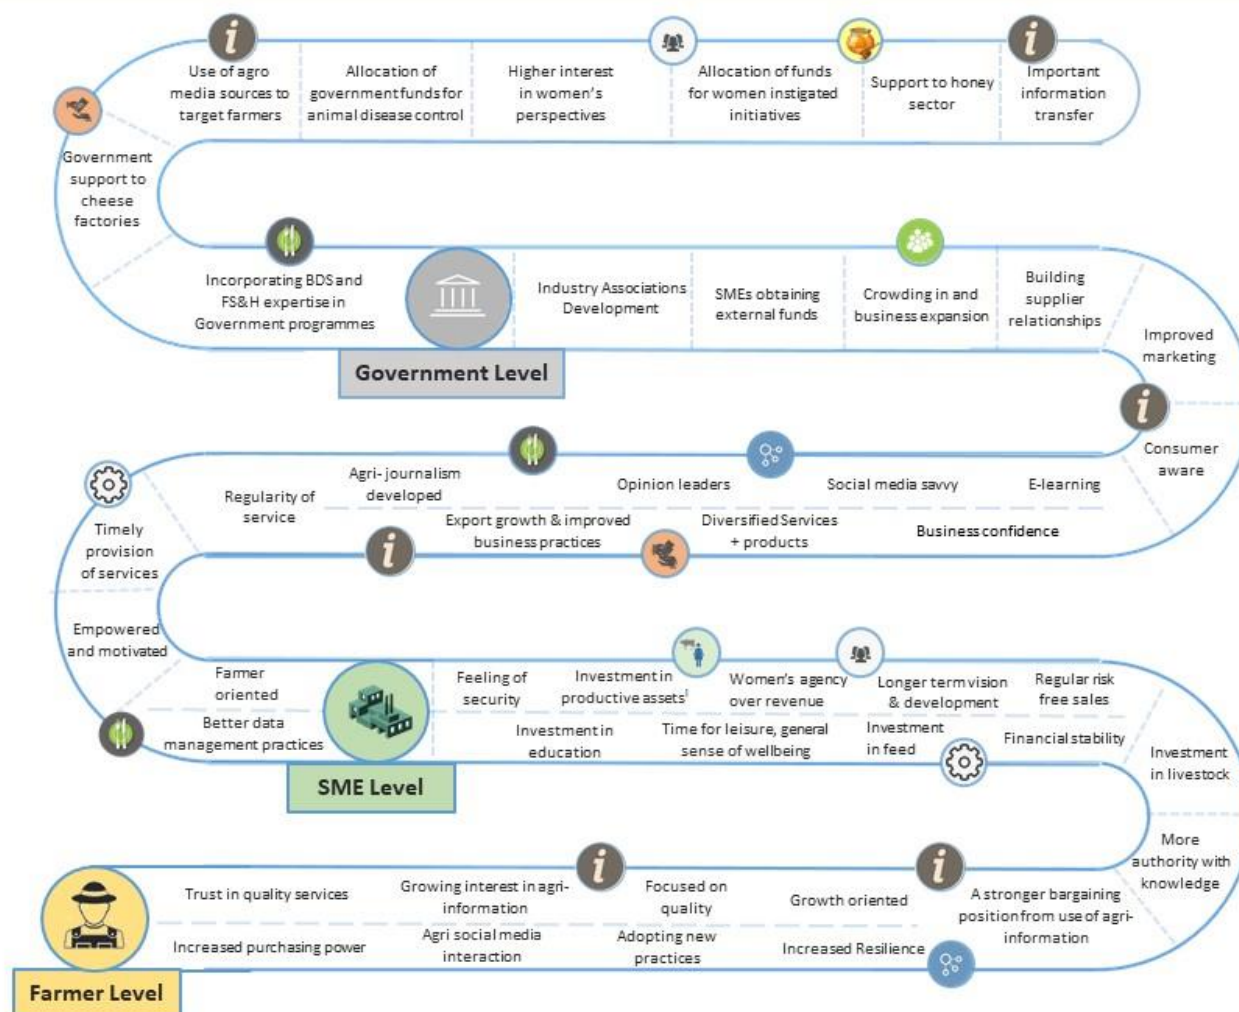 i
i
Use of agro
media sources to
target farmers
Allocation of
government funds for
animal disease control
Higher interest
in women's
perspectives
Allocation of funds
for women instigated
initiatives
Support to honey
sector
Important
information
transfer
Government
support to
cheese
factories
Incorporating BDS and
FS&H expertise in
Government programmes
Industry Associations
Development
SMEs obtaining
external funds
Crowding in and
business expansion
Building
supplier
relationships
Improved
marketing
Government Level
i
Consumer
aware
Regularity of
service
Agri- journalism
developed
Opinion leaders
Social media savvy
E-learning
Timely
provision
of services
i
Export growth & improved
business practices
Diversified Services
+ products
Business confidence
Empowered
and motivated
Farmer
oriented
Better data
management practices
Feeling of
security
Investment in
productive assets¹
Women's agency
over revenue
Longer term vision
& development
Regular risk
free sales
Investment in
education
Time for leisure, general
sense of wellbeing
Investment
in feed
Financial stability
Investment
in livestock
SME Level
More
authority with
knowledge
i
i
Trust in quality services
Growing interest in agri-
information
Focused on
quality
Growth oriented
A stronger bargaining
position from use of agri-
information
Increased purchasing power
Agri social media
interaction
Adopting new
practices
Increased Resilience
Farmer Level